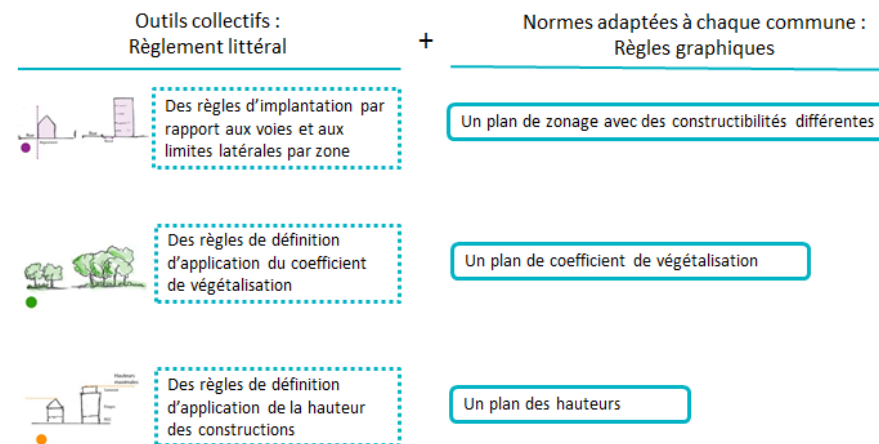 Outils collectifs :
Règlement littéral
+
Normes adaptées à chaque commune :
Règles graphiques
Des règles d'implantation par
rapport aux voies et aux
limites latérales par zone
Un plan de zonage avec des constructibilités différentes
Des règles de définition
d'application du coefficient
de végétalisation
Un plan de coefficient de végétalisation
Hauteurs
maximales
Des règles de définition
d'application de la hauteur
des constructions
Un plan des hauteurs